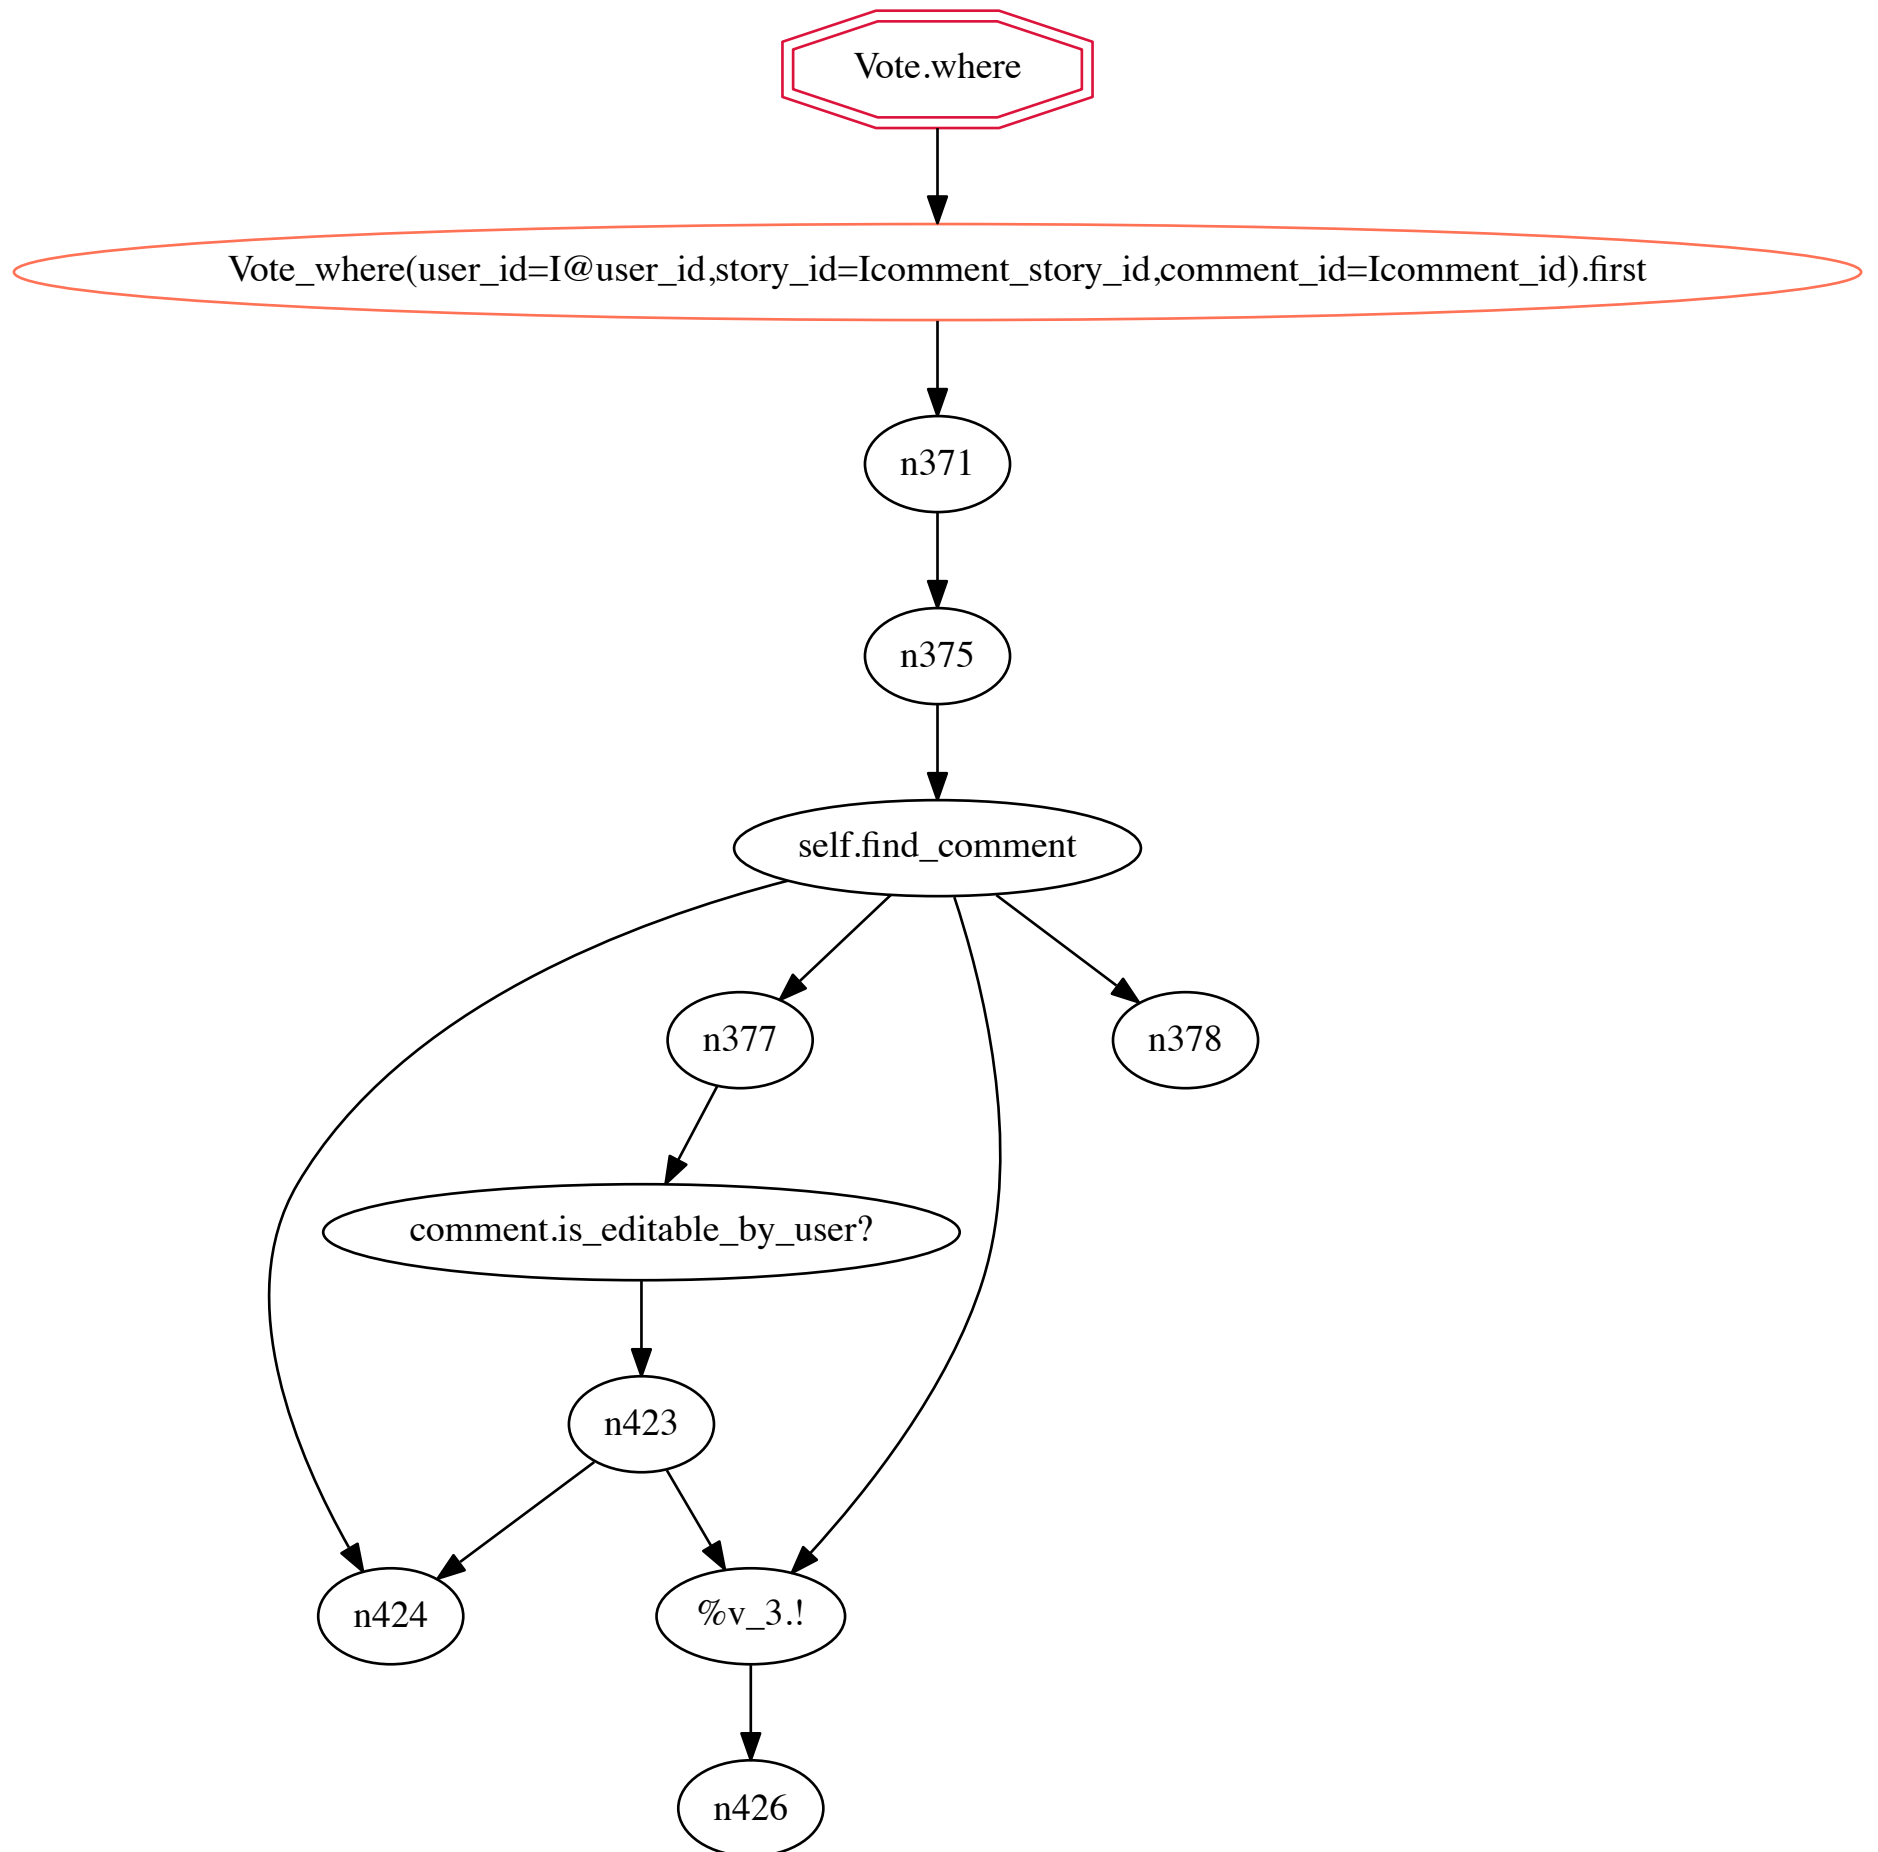 Vote.where
Vote_where(user_id=I@user_id,story_id=Icomment_story_id,comment_id=Icomment_id).first
n371
n375
self.find_comment
n377
n378
comment.is_editable_by_user?
n423
n424
%v_3.!
n426